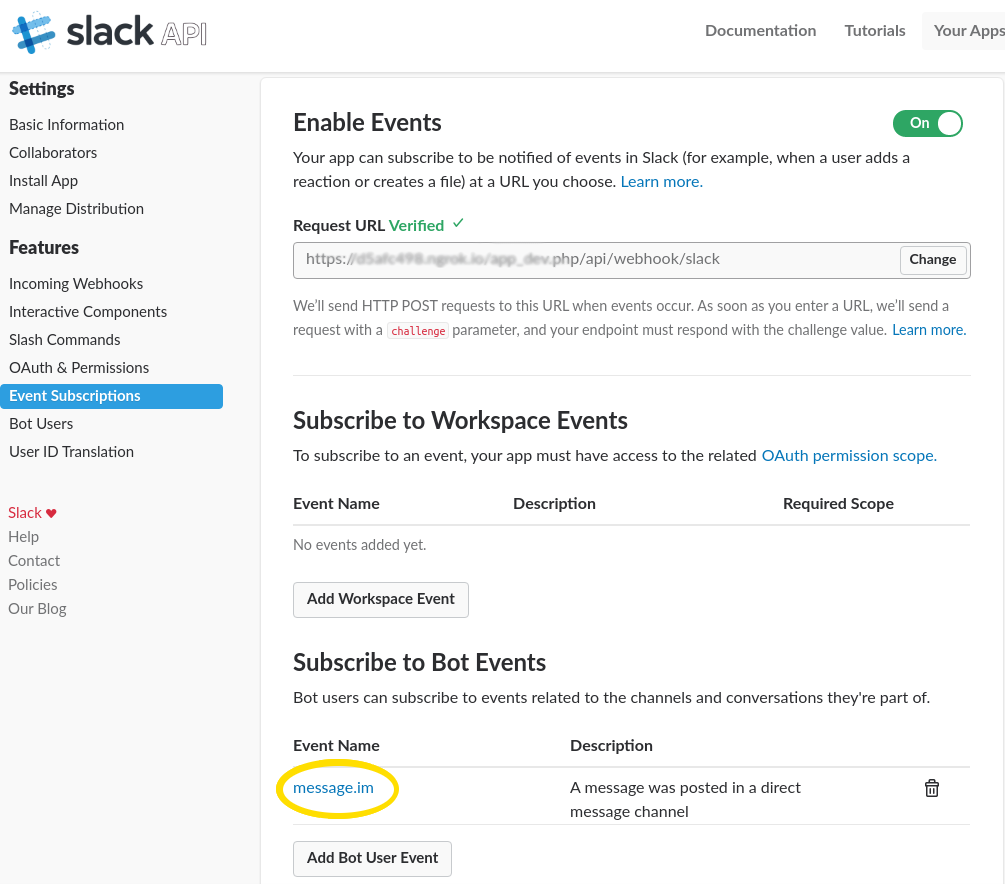 slack API
Documentation Tutorials Your Apps
Settings
Basic Information
Collaborators
Install App
Manage Distribution
Features
Incoming Webhooks
Interactive Components
Slash Commands
OAuth & Permissions
Event Subscriptions
Bot Users
User ID Translation
Slack ♥
Help
Contact
Policies
Our Blog
Enable Events
On
Your app can subscribe to be notified of events in Slack (for example, when a user adds a
reaction or creates a file) at a URL you choose. Learn more.
Request URL Verified ✓
https:// .php/api/webhook/slack
Change
We’ll send HTTP POST requests to this URL when events occur. As soon as you enter a URL, we’ll send a
request with a challenge parameter, and your endpoint must respond with the challenge value. Learn more.
Subscribe to Workspace Events
To subscribe to an event, your app must have access to the related OAuth permission scope.
Event Name Description Required Scope
No events added yet.
Add Workspace Event
Subscribe to Bot Events
Bot users can subscribe to events related to the channels and conversations they're part of.
Event Name Description
message.im A message was posted in a direct
message channel
Add Bot User Event